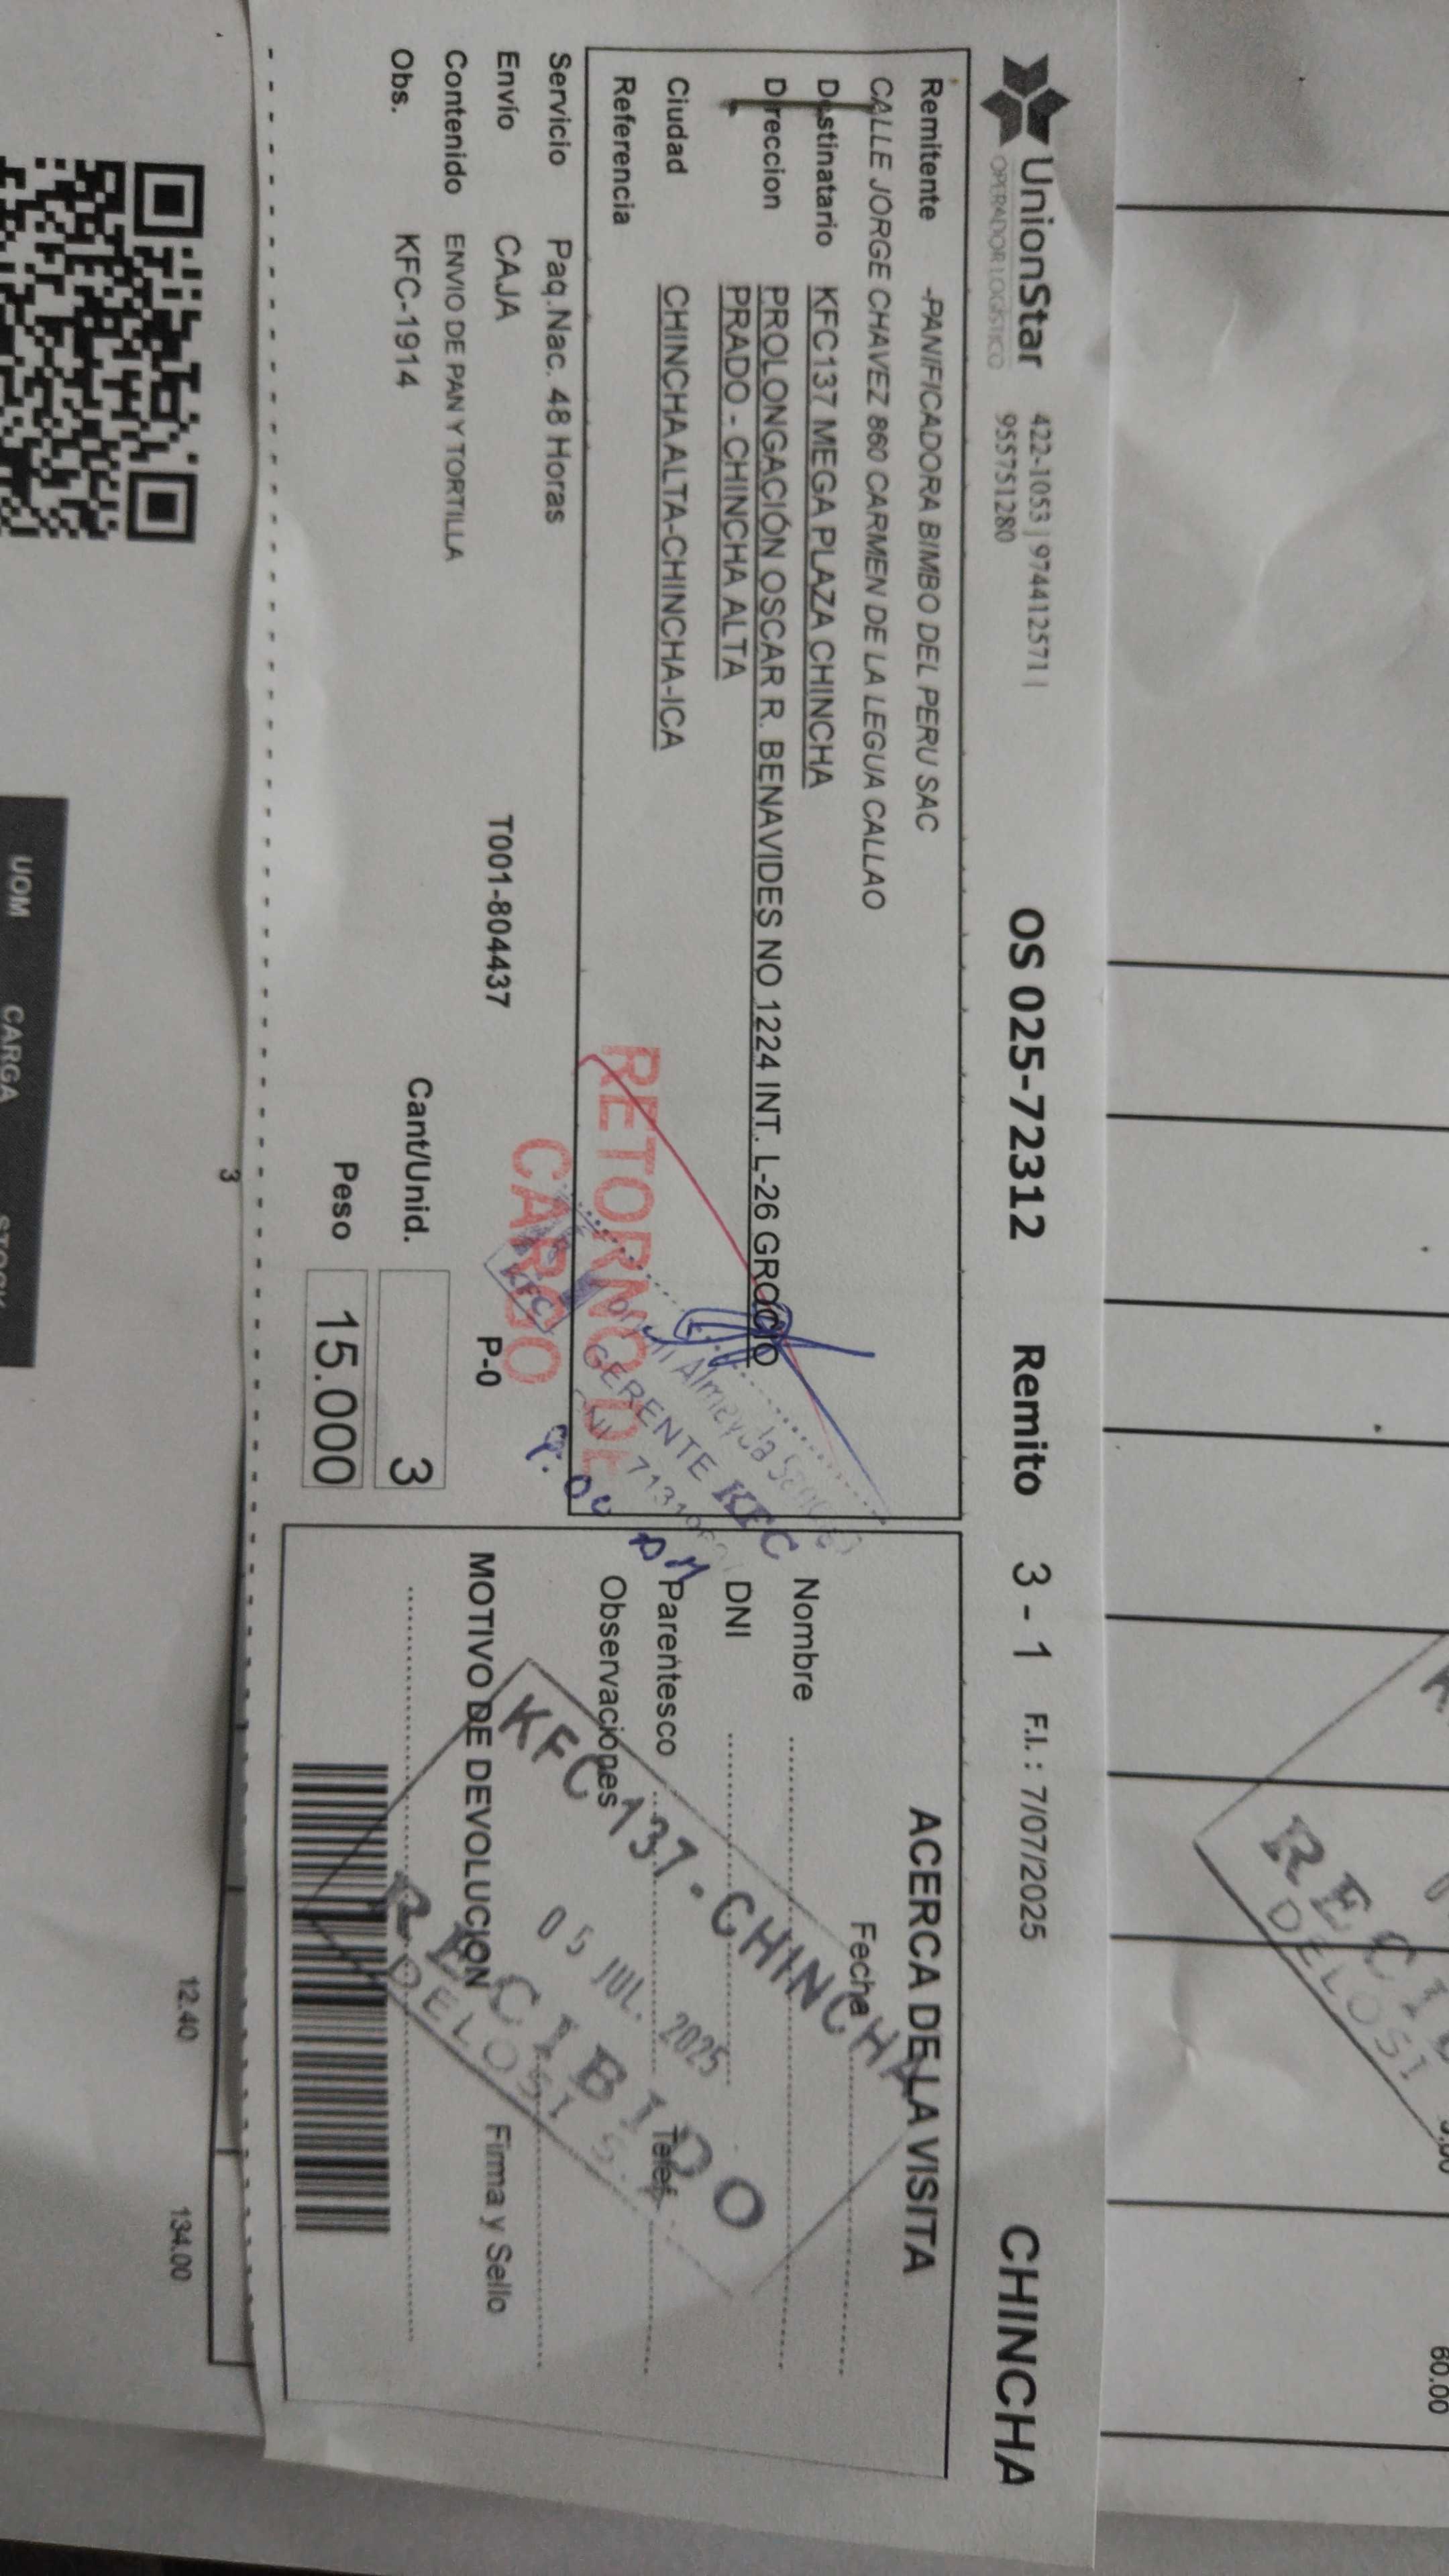 UnionStar
OPERADOR LOGÍSTICO
422-1053 | 974412571 |
955751280
OS 025-72312 Remito 3 - 1 F.I. : 7/07/2025 CHINCHA
Remitente -PANIFICADORA BIMBO DEL PERU SAC
CALLE JORGE CHAVEZ 860 CARMEN DE LA LEGUA CALLAO
Destinatario KFC137 MEGA PLAZA CHINCHA
Direccion PROLONGACIÓN OSCAR R. BENAVIDES NO 1224 INT. L-26 GROCIO
PRADO - CHINCHA ALTA
Ciudad CHINCHA ALTA-CHINCHA-ICA
Referencia
Servicio Paq.Nac. 48 Horas
Envío CAJA T001-804437 P-0
Contenido ENVIO DE PAN Y TORTILLA
Obs. KFC-1914
Cant/Unid. 3
Peso 15.000
RETORNO DE
CARGO
Almeyda
GERENTE KFC
KFC
PM
ACERCA DE LA VISITA
Fecha
Nombre
DNI
Parentesco Telef
Observaciones
MOTIVO DE DEVOLUCION Firma y Sello
KFC 137 - CHINCHA
05 JUL. 2025
RECIBIDO
DELOSI S.
3
12.40
134.00
UOM
CARGA
STOCK
60.00
DELOSI